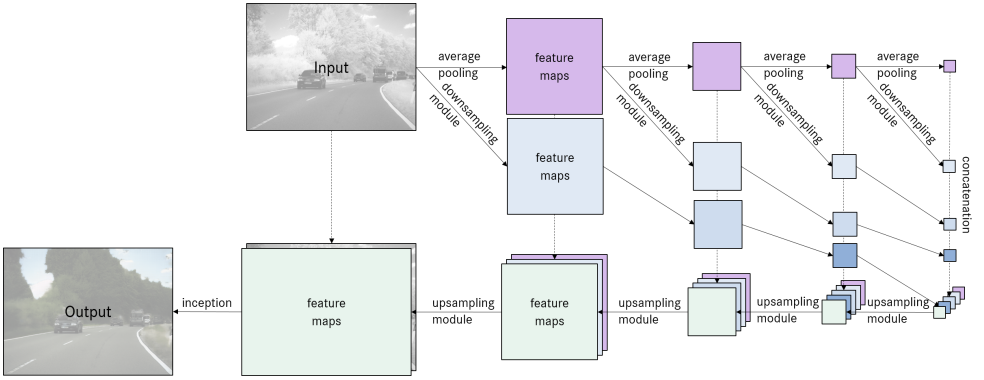 Input
average
pooling
feature
maps
average
pooling
average
pooling
average
pooling
downsampling
module
downsampling
module
downsampling
module
downsampling
module
feature
maps
concatenation
Output
inception
feature
maps
upsampling
module
feature
maps
upsampling
module
upsampling
module
upsampling
module